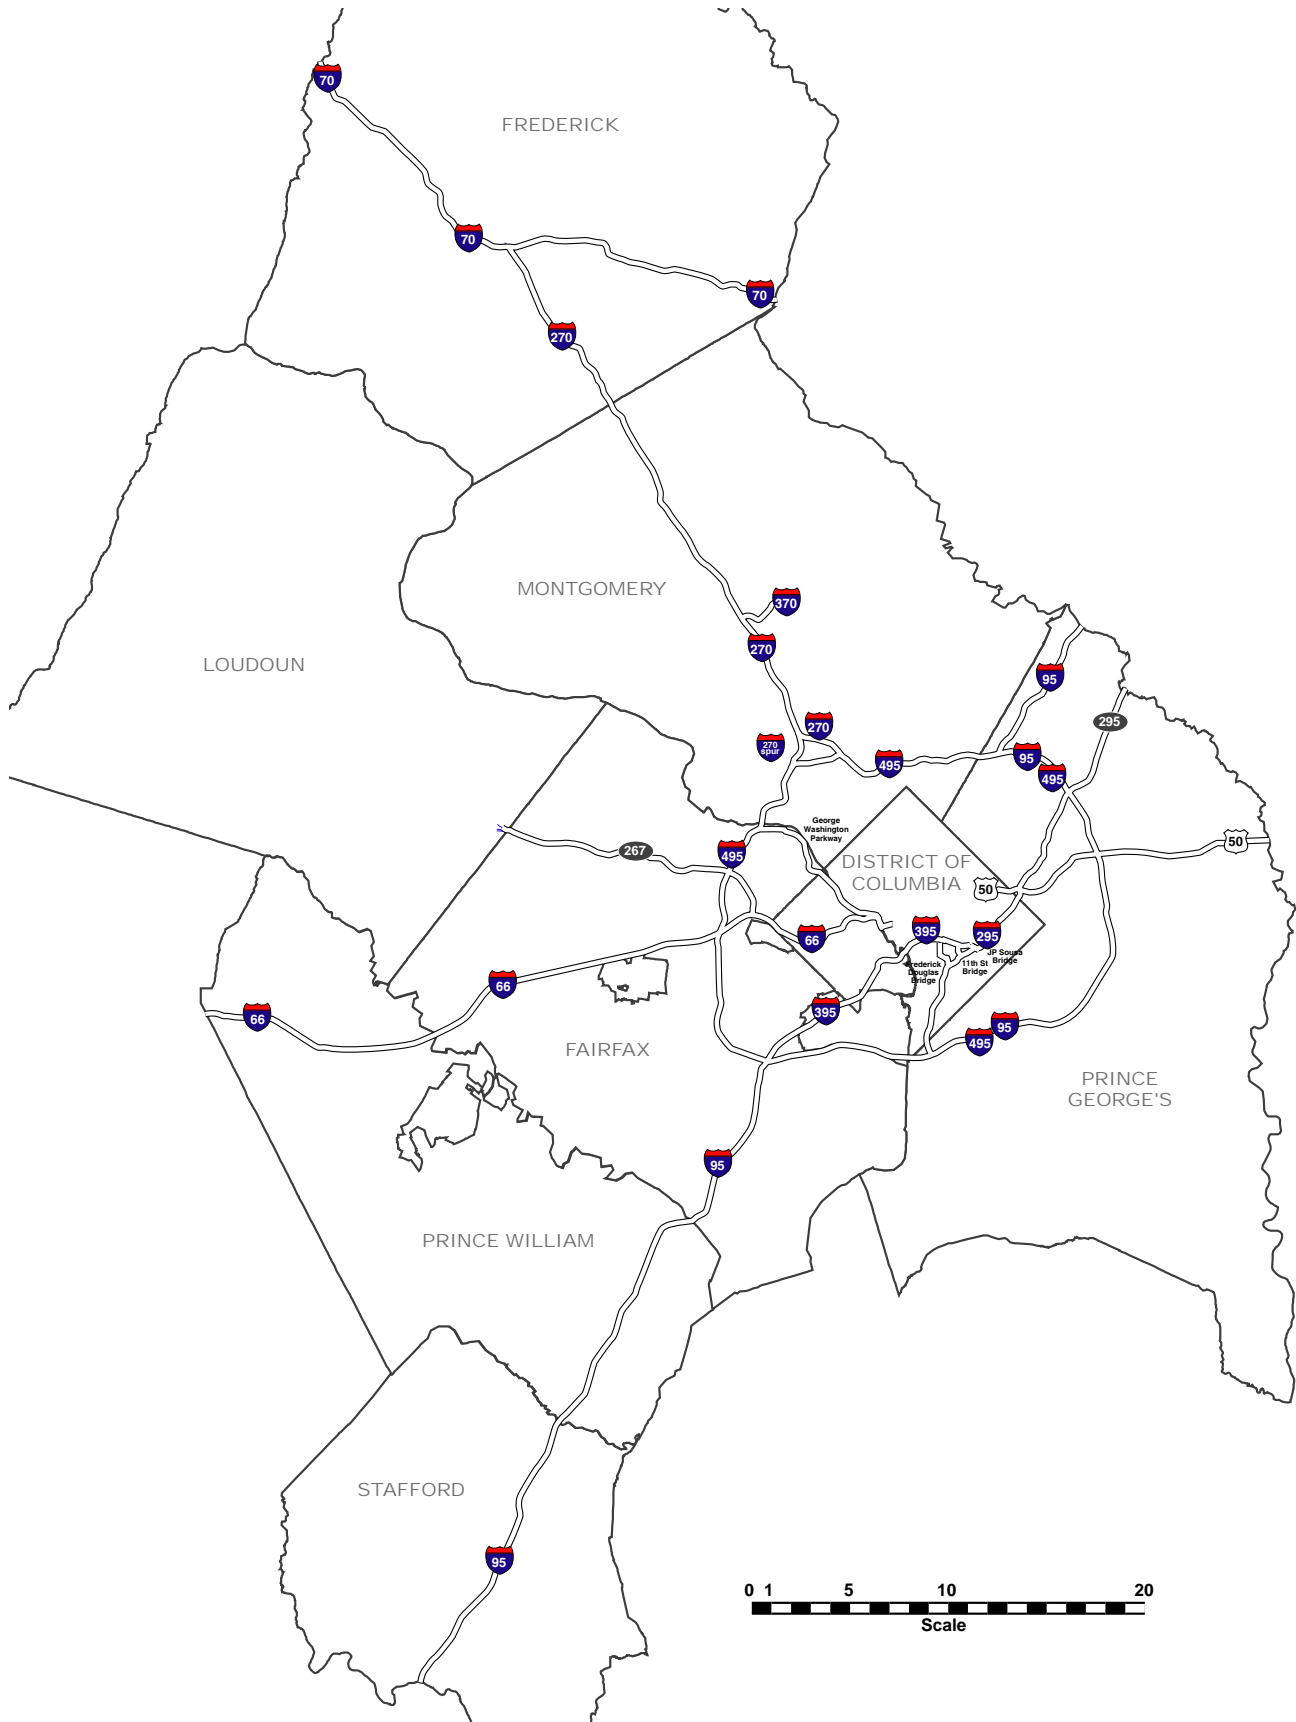 70
FREDERICK
70
70
270
MONTGOMERY
370
270
LOUDOUN
95
295
270
270
spur
495
95
495
George
Washington
Parkway
50
267
495
DISTRICT OF
COLUMBIA
50
66
395
295
JP Sousa
Bridge
Frederick
Douglas
Bridge
11th St
Bridge
66
66
395
95
495
FAIRFAX
PRINCE
GEORGE'S
95
PRINCE WILLIAM
STAFFORD
95
0 1 5 10 20
Scale